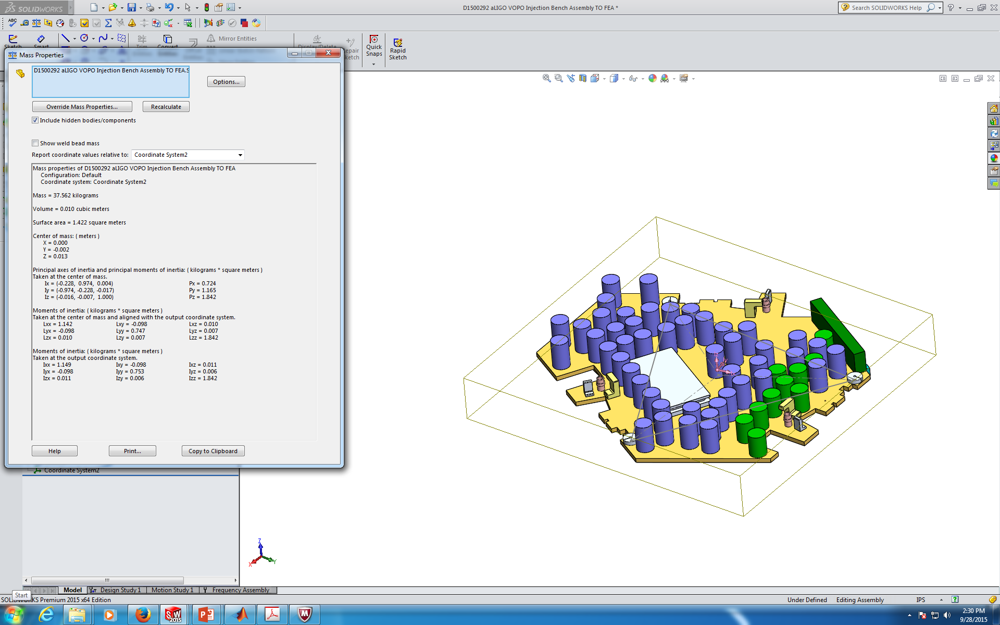 SOLIDWORKS
D1500292 aLIGO VOPO Injection Bench Assembly TO FEA *
Search SOLIDWORKS Help
Mirror Entities
Quick
Snaps
Rapid
Sketch
Mass Properties
D1500292 aLIGO VOPO Injection Bench Assembly TO FEA.S
Options...
Override Mass Properties...
Recalculate
Include hidden bodies/components
Show weld bead mass
Report coordinate values relative to: Coordinate System2
Mass properties of D1500292 aLIGO VOPO Injection Bench Assembly TO FEA
Configuration: Default
Coordinate system: Coordinate System2
Mass = 37.562 kilograms
Volume = 0.010 cubic meters
Surface area = 1.422 square meters
Center of mass: ( meters )
X = 0.000
Y = -0.002
Z = 0.013
Principal axes of inertia and principal moments of inertia: ( kilograms * square meters )
Taken at the center of mass.
Ix = (-0.228, 0.974, 0.004) Px = 0.724
Iy = (-0.974, -0.228, -0.017) Py = 1.165
Iz = (-0.016, -0.007, 1.000) Pz = 1.842
Moments of inertia: ( kilograms * square meters )
Taken at the center of mass and aligned with the output coordinate system.
Lxx = 1.142 Lxy = -0.098 Lxz = 0.010
Lyx = -0.098 Lyy = 0.747 Lyz = 0.007
Lzx = 0.010 Lzy = 0.007 Lzz = 1.842
Moments of inertia: ( kilograms * square meters )
Taken at the output coordinate system.
Ixx = 1.149 Ixy = -0.098 Ixz = 0.011
Iyx = -0.098 Iyy = 0.753 Iyz = 0.006
Izx = 0.011 Izy = 0.006 Izz = 1.842
Help
Print...
Copy to Clipboard
Coordinate System2
Z
X
Y
Model
Design Study 1
Motion Study 1
Frequency Assembly
Start
SOLIDWORKS Premium 2015 x64 Edition
Under Defined
Editing Assembly
IPS
2:30 PM
9/28/2015